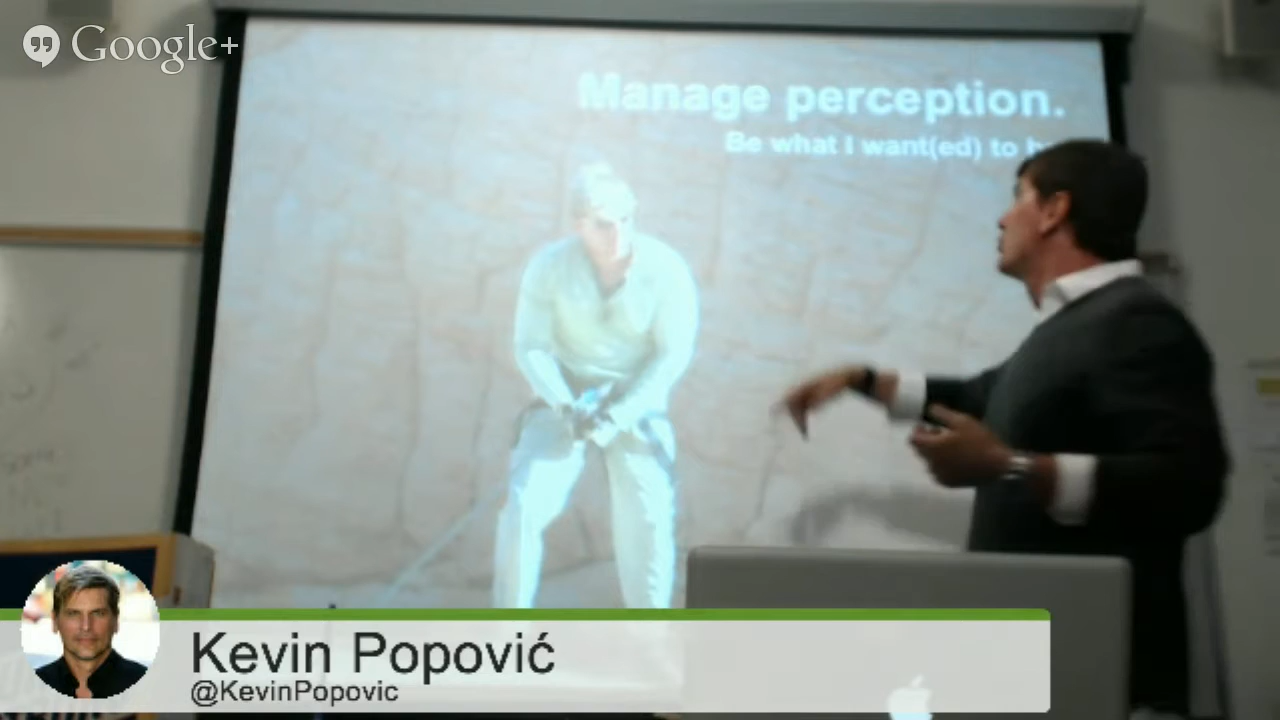 Google+
Manage perception.
Be what I want(ed) to
Kevin Popović
@KevinPopovic